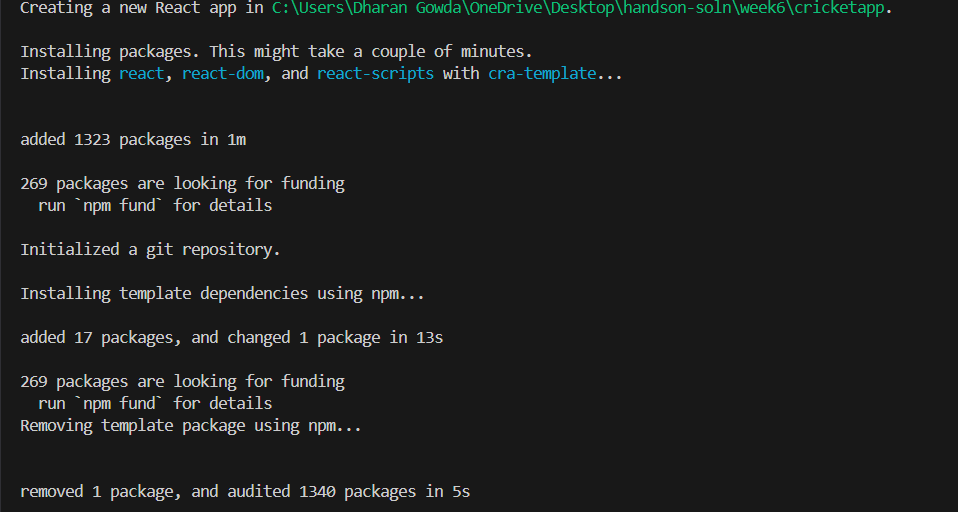 Creating a new React app in C:\Users\Dharan Gowda\OneDrive\Desktop\handson-soln\week6\cricketapp.
Installing packages. This might take a couple of minutes.
Installing react, react-dom, and react-scripts with cra-template...
added 1323 packages in 1m
269 packages are looking for funding
  run `npm fund` for details
Initialized a git repository.
Installing template dependencies using npm...
added 17 packages, and changed 1 package in 13s
269 packages are looking for funding
  run `npm fund` for details
Removing template package using npm...
removed 1 package, and audited 1340 packages in 5s